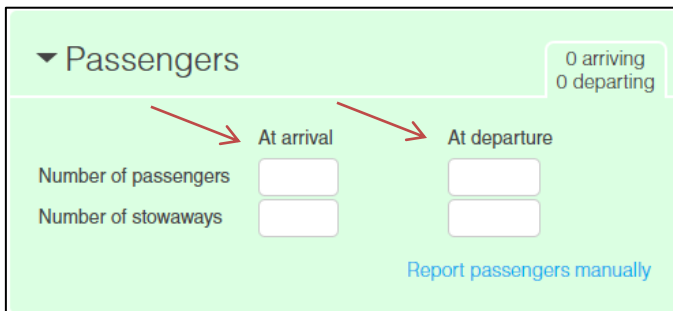 Passengers
0 arriving
0 departing
At arrival At departure
Number of passengers
Number of stowaways
Report passengers manually